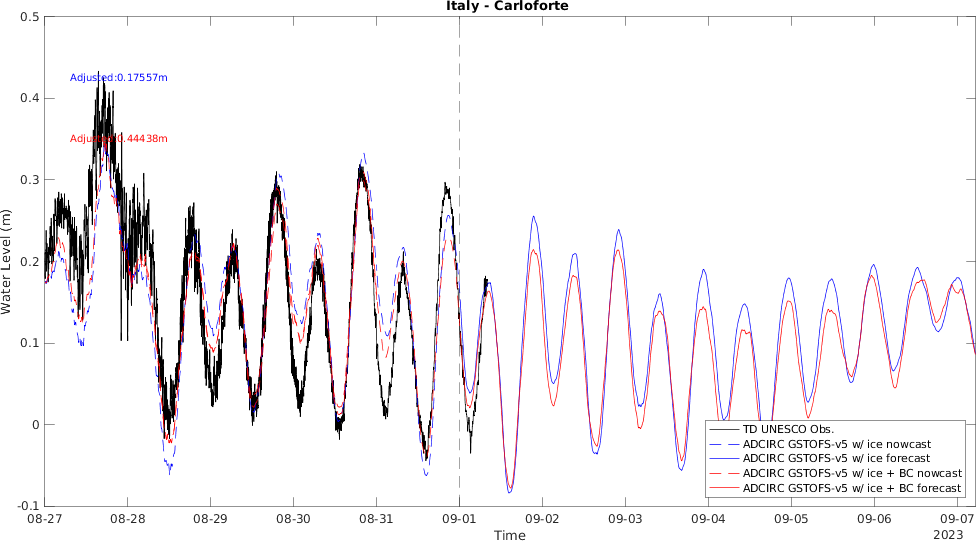 Italy - Carloforte
0.5
0.4
0.3
0.2
0.1
0
-0.1
Water Level (m)
Adjusted:0.17557m
Adjusted:0.44438m
TD UNESCO Obs.
ADCIRC GSTOFS-v5 w/ ice nowcast
ADCIRC GSTOFS-v5 w/ ice forecast
ADCIRC GSTOFS-v5 w/ ice + BC nowcast
ADCIRC GSTOFS-v5 w/ ice + BC forecast
08-27 08-28 08-29 08-30 08-31 09-01 09-02 09-03 09-04 09-05 09-06 09-07
Time
2023